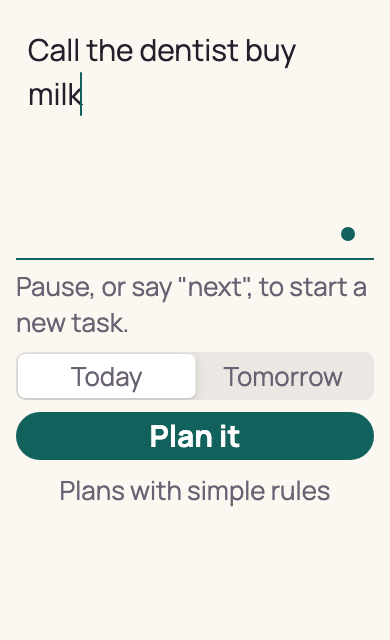 Call the dentist buy
milk
Pause, or say "next", to start a
new task.
Today
Tomorrow
Plan it
Plans with simple rules